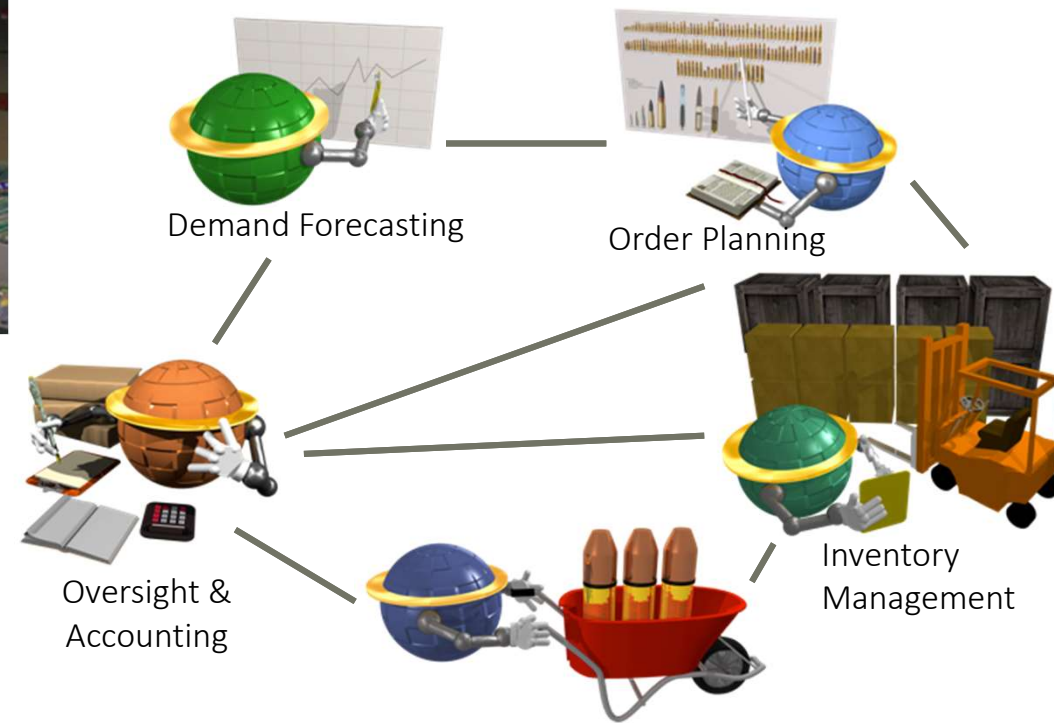 Demand Forecasting
Order Planning
Oversight &
Accounting
Inventory
Management